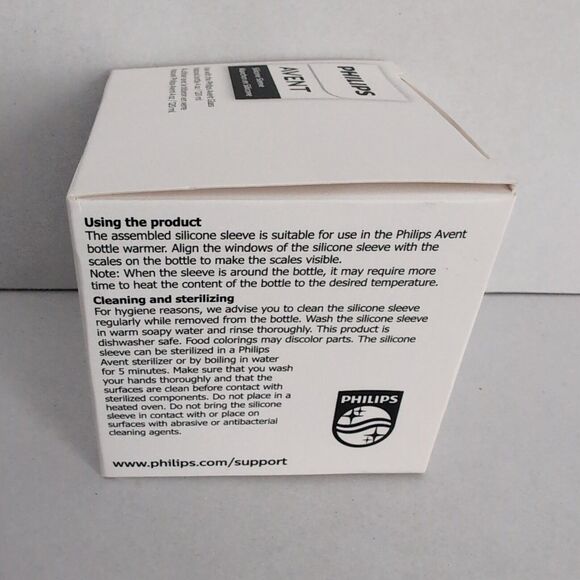 PHILIPS
AVENT
Silicone Sleeve
Use with the Philips Avent Glass
Using the product
The assembled silicone sleeve is suitable for use in the Philips Avent
bottle warmer. Align the windows of the silicone sleeve with the
scales on the bottle to make the scales visible.
Note: When the sleeve is around the bottle, it may require more
time to heat the content of the bottle to the desired temperature.
Cleaning and sterilizing
For hygiene reasons, we advise you to clean the silicone sleeve
regularly while removed from the bottle. Wash the silicone sleeve
in warm soapy water and rinse thoroughly. This product is
dishwasher safe. Food colorings may discolor parts. The silicone
sleeve can be sterilized in a Philips
Avent sterilizer or by boiling in water
for 5 minutes. Make sure that you wash
your hands thoroughly and that the
surfaces are clean before contact with
sterilized components. Do not place in a
heated oven. Do not bring the silicone
sleeve in contact with or place on
surfaces with abrasive or antibacterial
cleaning agents.
PHILIPS
www.philips.com/support